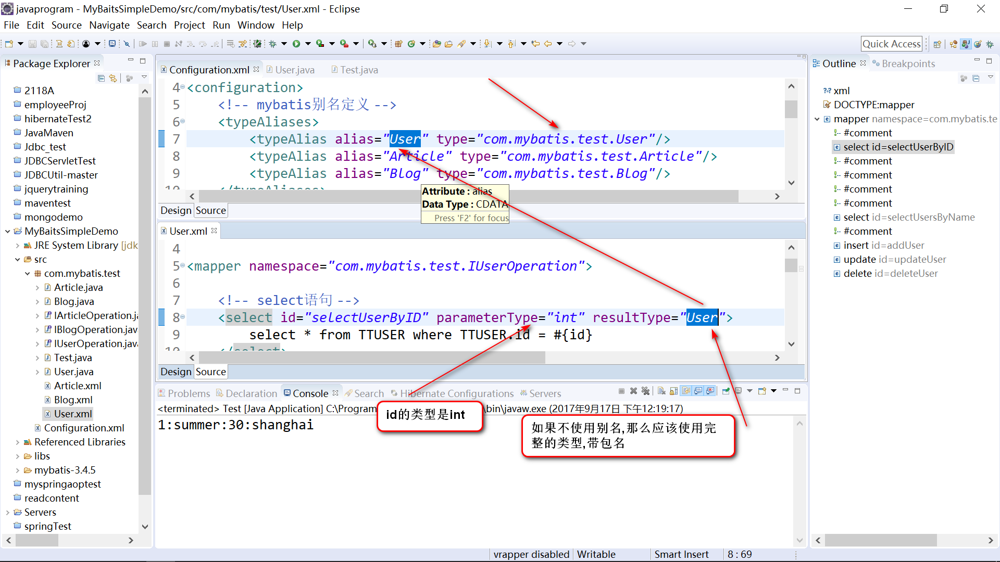 javaprogram - MyBaitsSimpleDemo/src/com/mybatis/test/User.xml - Eclipse
File Edit Source Navigate Search Project Run Window Help
Quick Access
Package Explorer
2118A
employeeProj
hibernateTest2
JavaMaven
Jdbc_test
JDBCServletTest
JDBCUtil-master
jquerytraining
maventest
mongodemo
MyBaitsSimpleDemo
JRE System Library [jdk
src
com.mybatis.test
Article.java
Blog.java
IArticleOperation.ja
IBlogOperation.jav
IUserOperation.java
Test.java
User.java
Article.xml
Blog.xml
User.xml
Configuration.xml
Referenced Libraries
libs
mybatis-3.4.5
myspringaoptest
readcontent
Servers
springTest
Configuration.xml User.java Test.java
4 <configuration>
5 <!-- mybatis别名定义 -->
6 <typeAliases>
7 <typeAlias alias="User" type="com.mybatis.test.User"/>
8 <typeAlias alias="Article" type="com.mybatis.test.Article"/>
9 <typeAlias alias="Blog" type="com.mybatis.test.Blog"/>
10 </typeAliases>
Attribute : alias
Data Type : CDATA
Press 'F2' for focus
Design Source
User.xml
4
5 <mapper namespace="com.mybatis.test.IUserOperation">
6
7 <!-- select语句 -->
8 <select id="selectUserByID" parameterType="int" resultType="User">
9 select * from TTUSER where TTUSER.id = #{id}
10 </select>
Design Source
Problems Declaration Console Search Hibernate Configurations Servers
<terminated> Test [Java Application] C:\Program \bin\javaw.exe (2017年9月17日 下午12:19:17)
1:summer:30:shanghai
id的类型是int
如果不使用别名,那么应该使用完
整的类型,带包名
Outline Breakpoints
xml
DOCTYPE:mapper
mapper namespace=com.mybatis.te
#comment
select id=selectUserByID
#comment
#comment
#comment
#comment
select id=selectUsersByName
#comment
insert id=addUser
update id=updateUser
delete id=deleteUser
vrapper disabled Writable Smart Insert 8 : 69